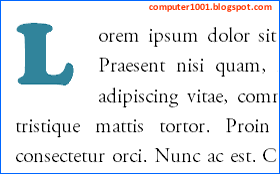 computer1001.blogspot.com
Lorem ipsum dolor sit
Praesent nisi quam,
adipiscing vitae, com
tristique mattis tortor. Proin
consectetur orci. Nunc ac est. C